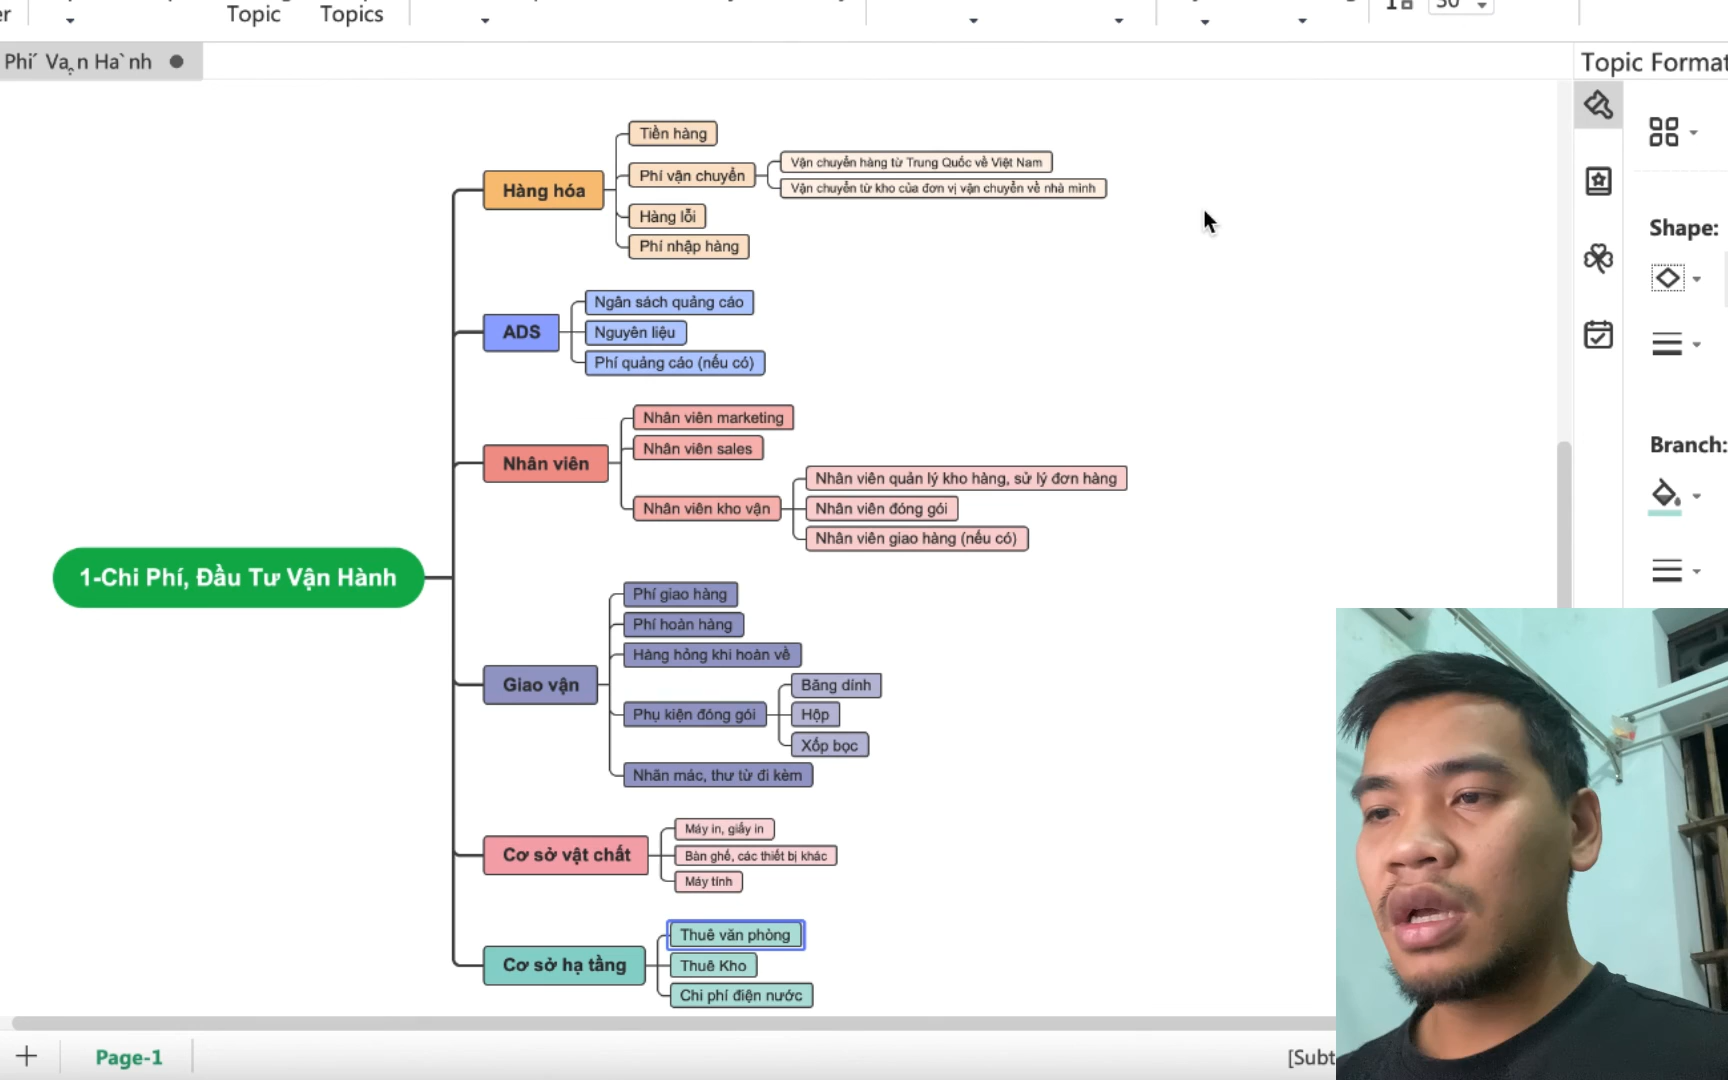 Topic
Topics
30
Phí Vận Hành
Topic Format
Tiền hàng
Hàng hóa
Phí vận chuyển
Vận chuyển hàng từ Trung Quốc về Việt Nam
Vận chuyển từ kho của đơn vị vận chuyển về nhà mình
Hàng lỗi
Phí nhập hàng
Shape:
ADS
Ngân sách quảng cáo
Nguyên liệu
Phí quảng cáo (nếu có)
Nhân viên
Nhân viên marketing
Nhân viên sales
Nhân viên kho vận
Nhân viên quản lý kho hàng, sử lý đơn hàng
Nhân viên đóng gói
Nhân viên giao hàng (nếu có)
Branch:
1-Chi Phí, Đầu Tư Vận Hành
Giao vận
Phí giao hàng
Phí hoàn hàng
Hàng hỏng khi hoàn về
Phụ kiện đóng gói
Băng dính
Hộp
Xốp bọc
Nhãn mác, thư từ đi kèm
Cơ sở vật chất
Máy in, giấy in
Bàn ghế, các thiết bị khác
Máy tính
Cơ sở hạ tầng
Thuê văn phòng
Thuê Kho
Chi phí điện nước
Page-1
[Subt